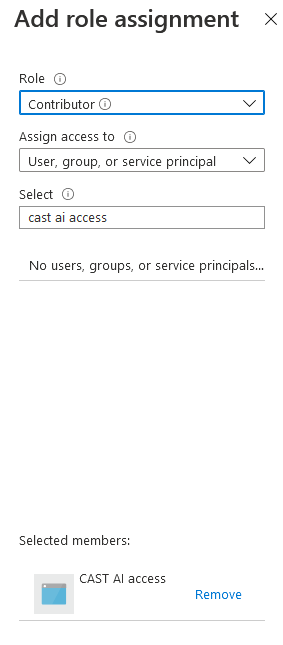 Add role assignment
Role
Contributor
Assign access to
User, group, or service principal
Select
cast ai access
No users, groups, or service principals...
Selected members:
CAST AI access
Remove